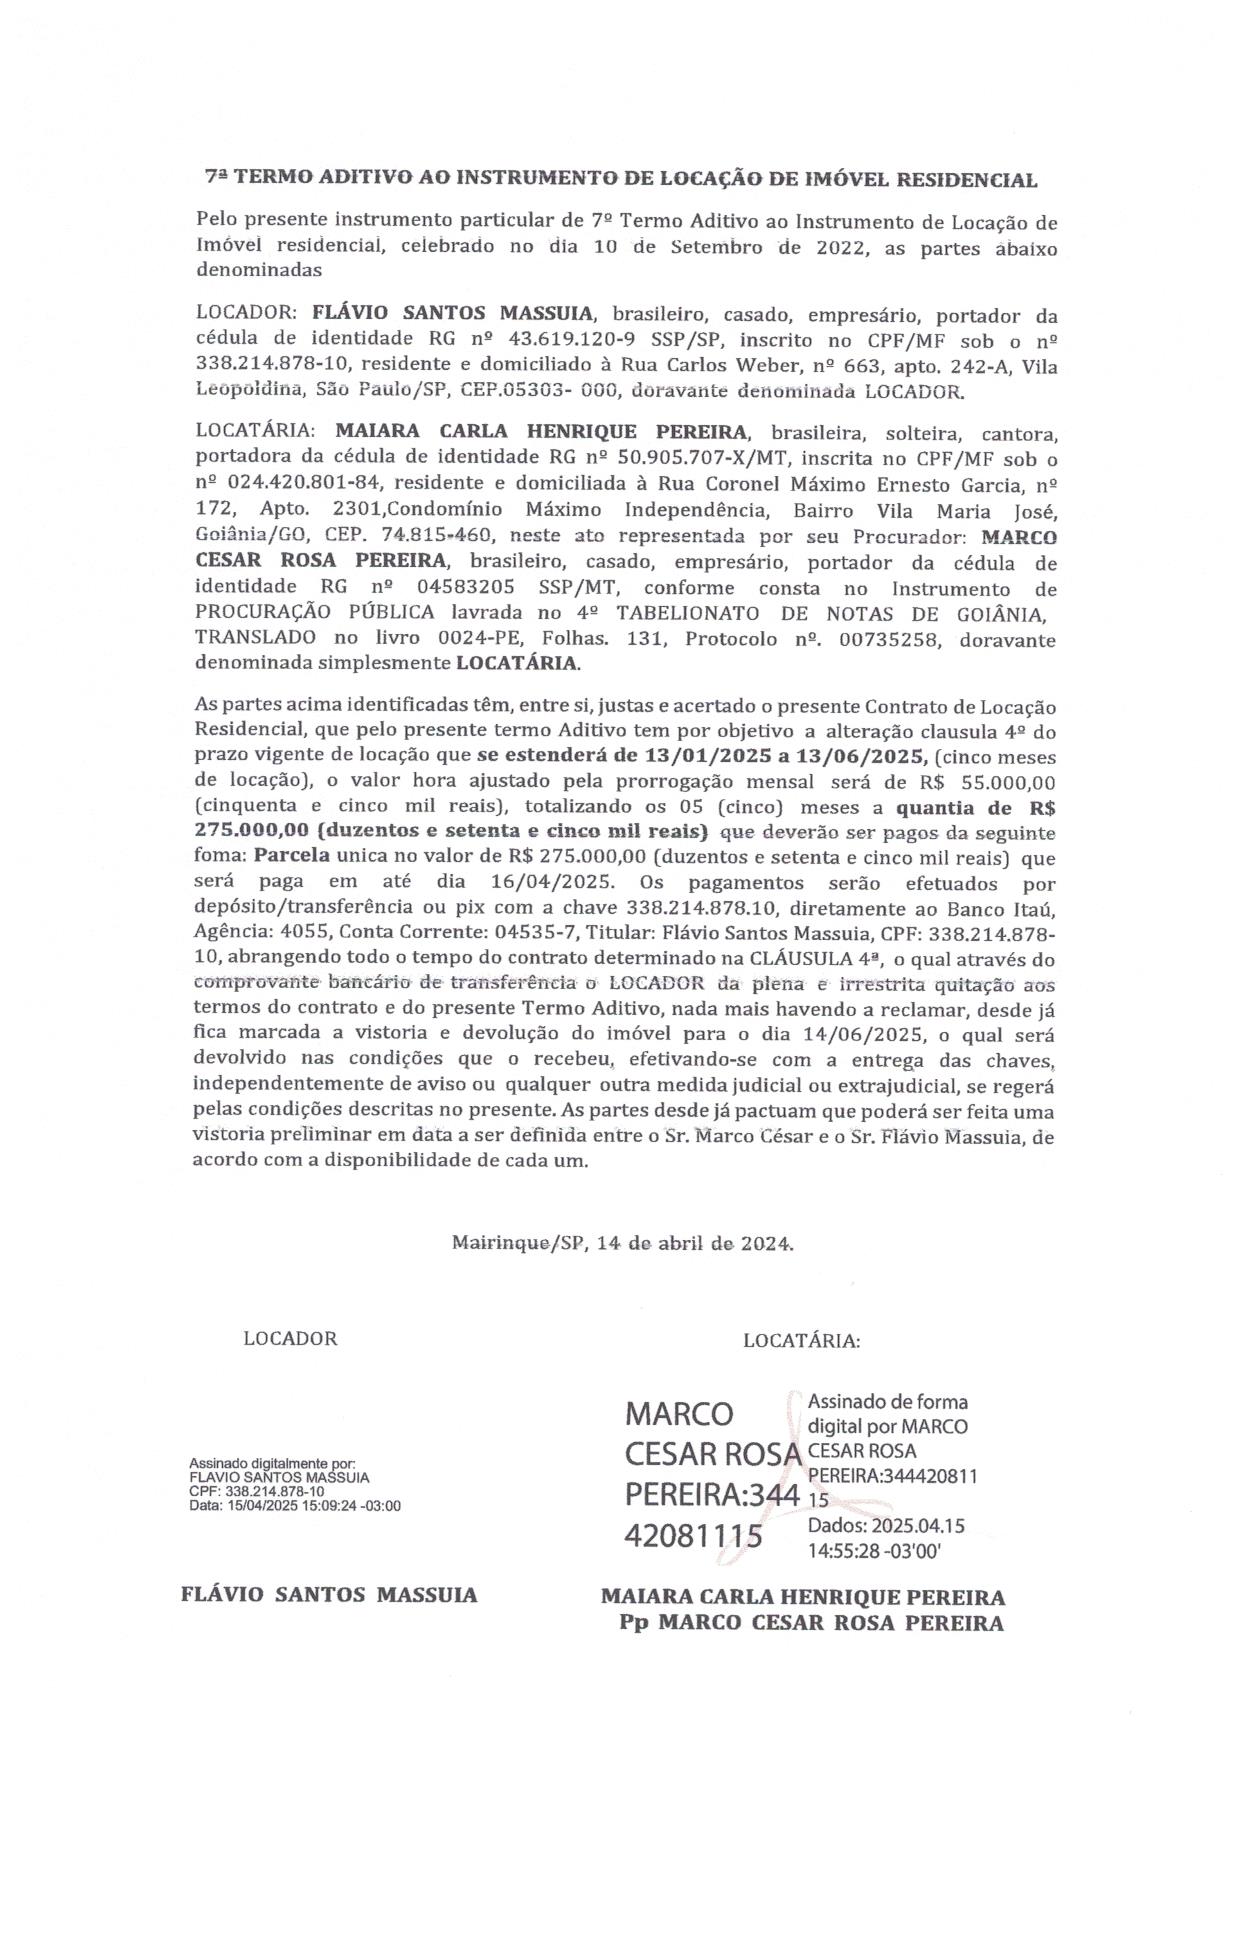 7ª TERMO ADITIVO AO INSTRUMENTO DE LOCAÇÃO DE IMÓVEL RESIDENCIAL
Pelo presente instrumento particular de 7º Termo Aditivo ao Instrumento de Locação de
Imóvel residencial, celebrado no dia 10 de Setembro de 2022, as partes abaixo
denominadas
LOCADOR: FLÁVIO SANTOS MASSUIA, brasileiro, casado, empresário, portador da
cédula de identidade RG nº 43.619.120-9 SSP/SP, inscrito no CPF/MF sob o nº
338.214.878-10, residente e domiciliado à Rua Carlos Weber, nº 663, apto. 242-A, Vila
Leopoldina, São Paulo/SP, CEP.05303- 000, doravante denominada LOCADOR.
LOCATÁRIA: MAIARA CARLA HENRIQUE PEREIRA, brasileira, solteira, cantora,
portadora da cédula de identidade RG nº 50.905.707-X/MT, inscrita no CPF/MF sob o
nº 024.420.801-84, residente e domiciliada à Rua Coronel Máximo Ernesto Garcia, nº
172, Apto. 2301,Condomínio Máximo Independência, Bairro Vila Maria José,
Goiânia/GO, CEP. 74.815-460, neste ato representada por seu Procurador: MARCO
CESAR ROSA PEREIRA, brasileiro, casado, empresário, portador da cédula de
identidade RG nº 04583205 SSP/MT, conforme consta no Instrumento de
PROCURAÇÃO PÚBLICA lavrada no 4º TABELIONATO DE NOTAS DE GOIÂNIA,
TRANSLADO no livro 0024-PE, Folhas. 131, Protocolo nº. 00735258, doravante
denominada simplesmente LOCATÁRIA.
As partes acima identificadas têm, entre si, justas e acertado o presente Contrato de Locação
Residencial, que pelo presente termo Aditivo tem por objetivo a alteração clausula 4º do
prazo vigente de locação que se estenderá de 13/01/2025 a 13/06/2025, (cinco meses
de locação), o valor hora ajustado pela prorrogação mensal será de R$ 55.000,00
(cinquenta e cinco mil reais), totalizando os 05 (cinco) meses a quantia de R$
275.000,00 (duzentos e setenta e cinco mil reais) que deverão ser pagos da seguinte
foma: Parcela unica no valor de R$ 275.000,00 (duzentos e setenta e cinco mil reais) que
será paga em até dia 16/04/2025. Os pagamentos serão efetuados por
depósito/transferência ou pix com a chave 338.214.878.10, diretamente ao Banco Itaú,
Agência: 4055, Conta Corrente: 04535-7, Titular: Flávio Santos Massuia, CPF: 338.214.878-
10, abrangendo todo o tempo do contrato determinado na CLÁUSULA 4ª, o qual através do
comprovante bancário de transferência o LOCADOR da plena e irrestrita quitação aos
termos do contrato e do presente Termo Aditivo, nada mais havendo a reclamar, desde já
fica marcada a vistoria e devolução do imóvel para o dia 14/06/2025, o qual será
devolvido nas condições que o recebeu, efetivando-se com a entrega das chaves,
independentemente de aviso ou qualquer outra medida judicial ou extrajudicial, se regerá
pelas condições descritas no presente. As partes desde já pactuam que poderá ser feita uma
vistoria preliminar em data a ser definida entre o Sr. Marco César e o Sr. Flávio Massuia, de
acordo com a disponibilidade de cada um.
Mairinque/SP, 14 de abril de 2024.
LOCADOR
Assinado digitalmente por:
FLAVIO SANTOS MASSUIA
CPF: 338.214.878-10
Data: 15/04/2025 15:09:24 -03:00
FLÁVIO SANTOS MASSUIA
LOCATÁRIA:
MARCO
CESAR ROSA
PEREIRA:344
42081115
Assinado de forma
digital por MARCO
CESAR ROSA
PEREIRA:344420811
15
Dados: 2025.04.15
14:55:28 -03'00'
MAIARA CARLA HENRIQUE PEREIRA
Pp MARCO CESAR ROSA PEREIRA